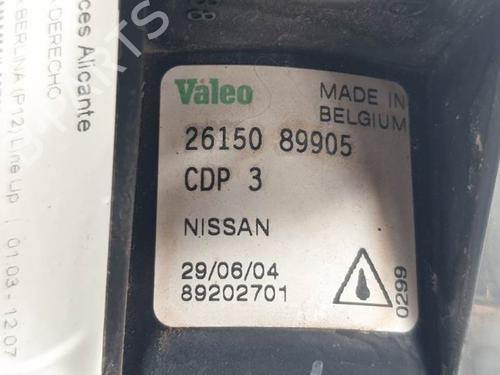 Valeo
MADE IN
BELGIUM
26150 89905
CDP 3
NISSAN
29/06/04
89202701
0299
ces Alicante
DERECHO
BERLINA (P12) Line Up | 01.03 - 12.07
PARTS